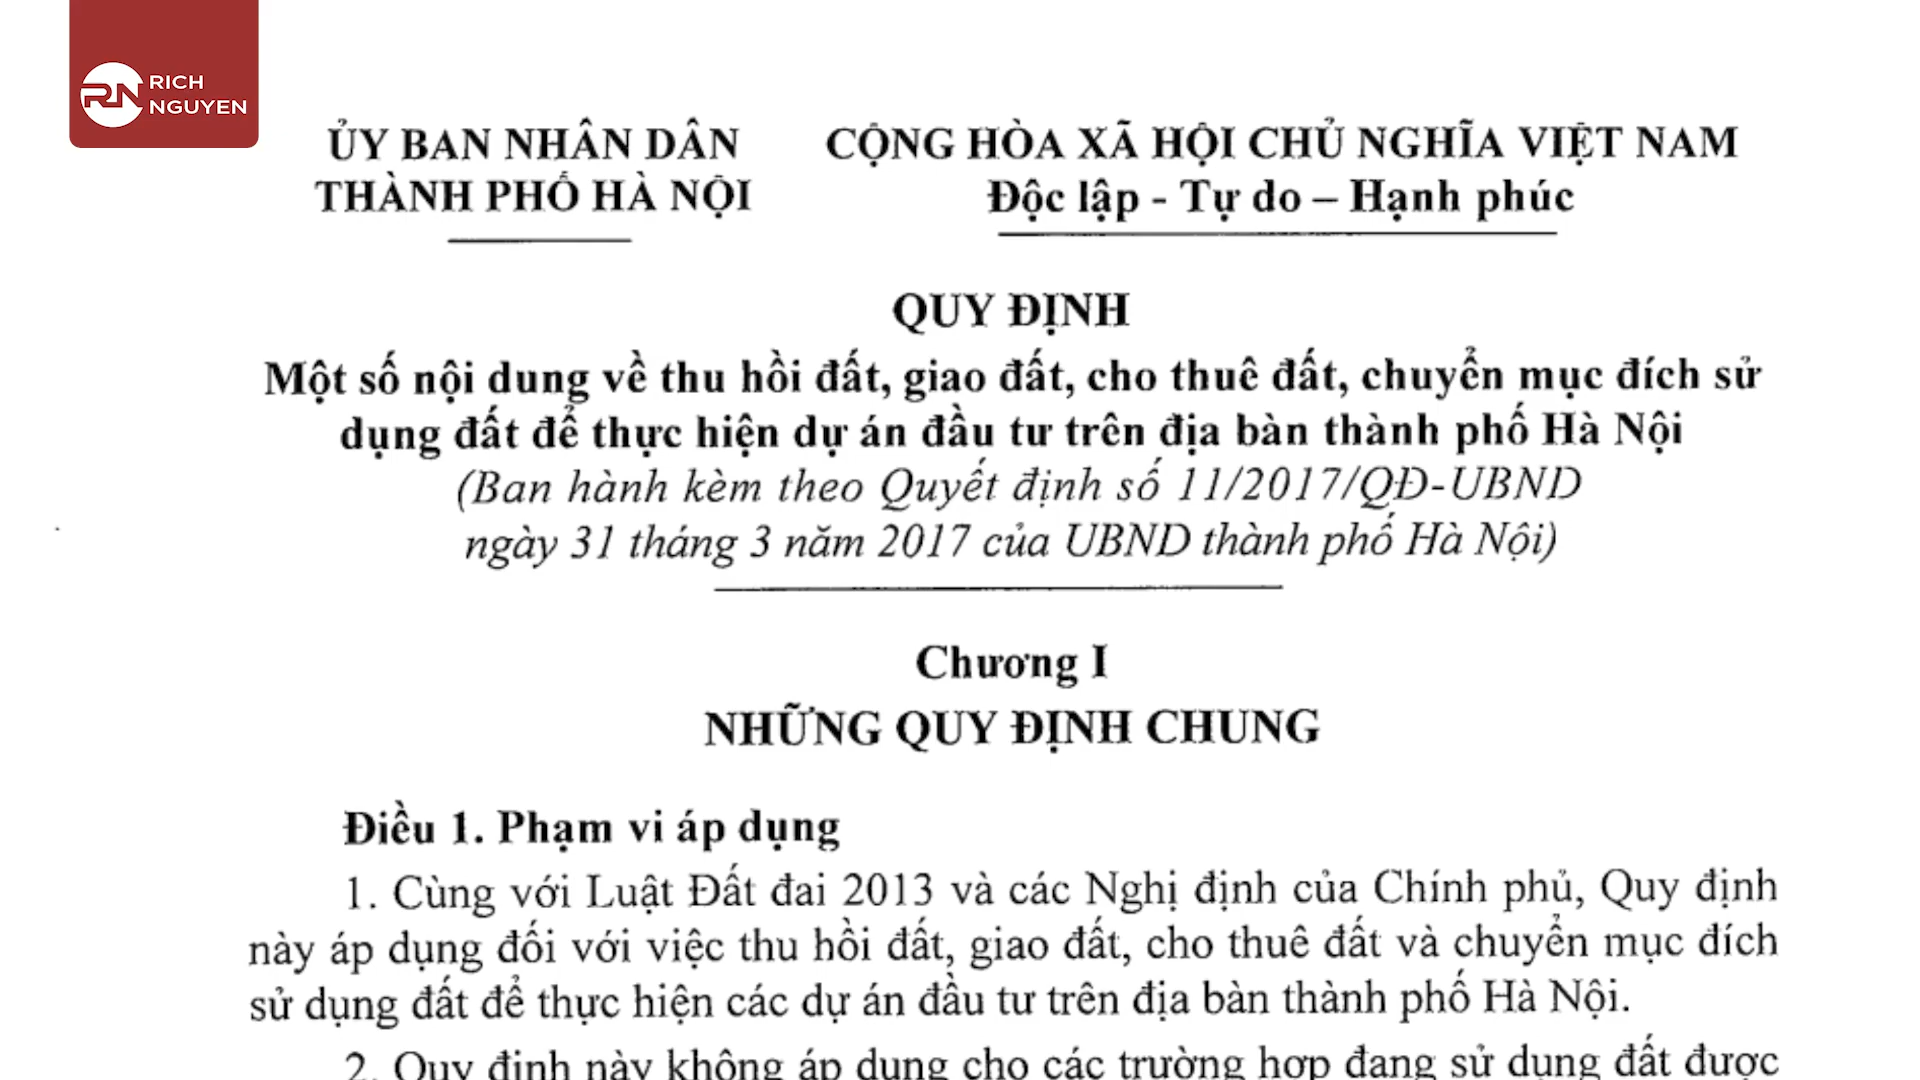 RN RICH
NGUYEN
ỦY BAN NHÂN DÂN
THÀNH PHỐ HÀ NỘI
CỘNG HÒA XÃ HỘI CHỦ NGHĨA VIỆT NAM
Độc lập - Tự do – Hạnh phúc
QUY ĐỊNH
Một số nội dung về thu hồi đất, giao đất, cho thuê đất, chuyển mục đích sử
dụng đất để thực hiện dự án đầu tư trên địa bàn thành phố Hà Nội
(Ban hành kèm theo Quyết định số 11/2017/QĐ-UBND
ngày 31 tháng 3 năm 2017 của UBND thành phố Hà Nội)
Chương I
NHỮNG QUY ĐỊNH CHUNG
Điều 1. Phạm vi áp dụng
1. Cùng với Luật Đất đai 2013 và các Nghị định của Chính phủ, Quy định
này áp dụng đối với việc thu hồi đất, giao đất, cho thuê đất và chuyển mục đích
sử dụng đất để thực hiện các dự án đầu tư trên địa bàn thành phố Hà Nội.
2. Quy định này không áp dụng cho các trường hợp đang sử dụng đất được